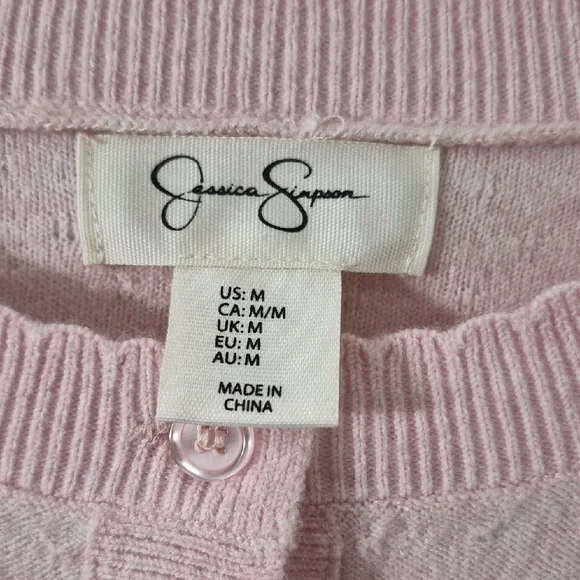 Jessica Simpson
US: M
CA: M/M
UK: M
EU: M
AU: M
MADE IN
CHINA